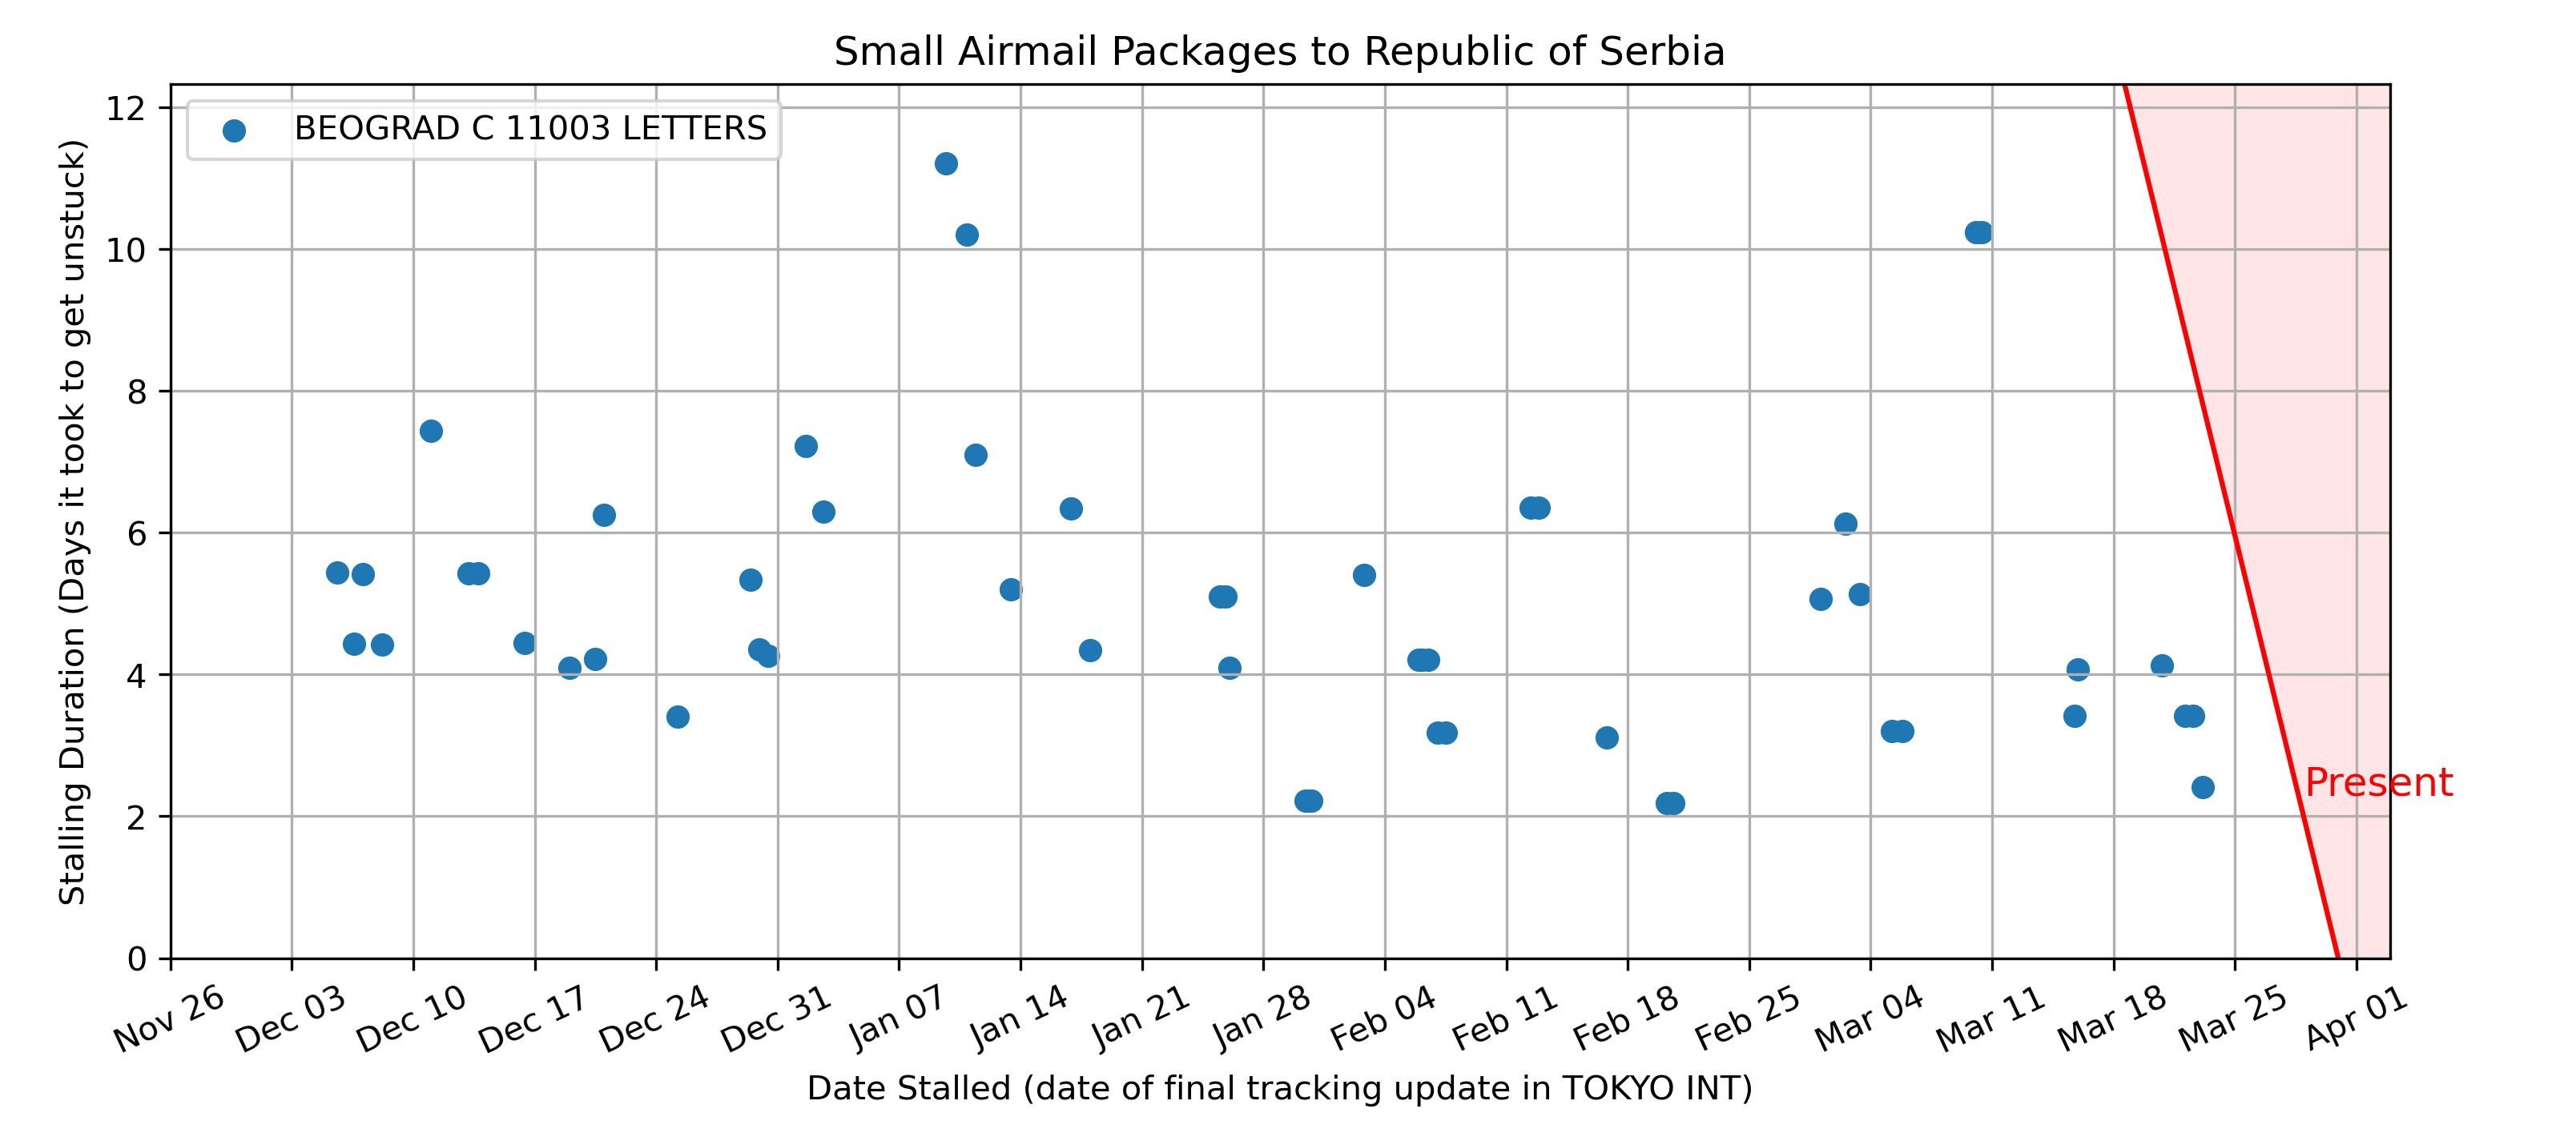 Small Airmail Packages to Republic of Serbia
BEOGRAD C 11003 LETTERS
Stalling Duration (Days it took to get unstuck)
12
10
8
6
4
2
0
Present
Nov 26
Dec 03
Dec 10
Dec 17
Dec 24
Dec 31
Jan 07
Jan 14
Jan 21
Jan 28
Feb 04
Feb 11
Feb 18
Feb 25
Mar 04
Mar 11
Mar 18
Mar 25
Apr 01
Date Stalled (date of final tracking update in TOKYO INT)